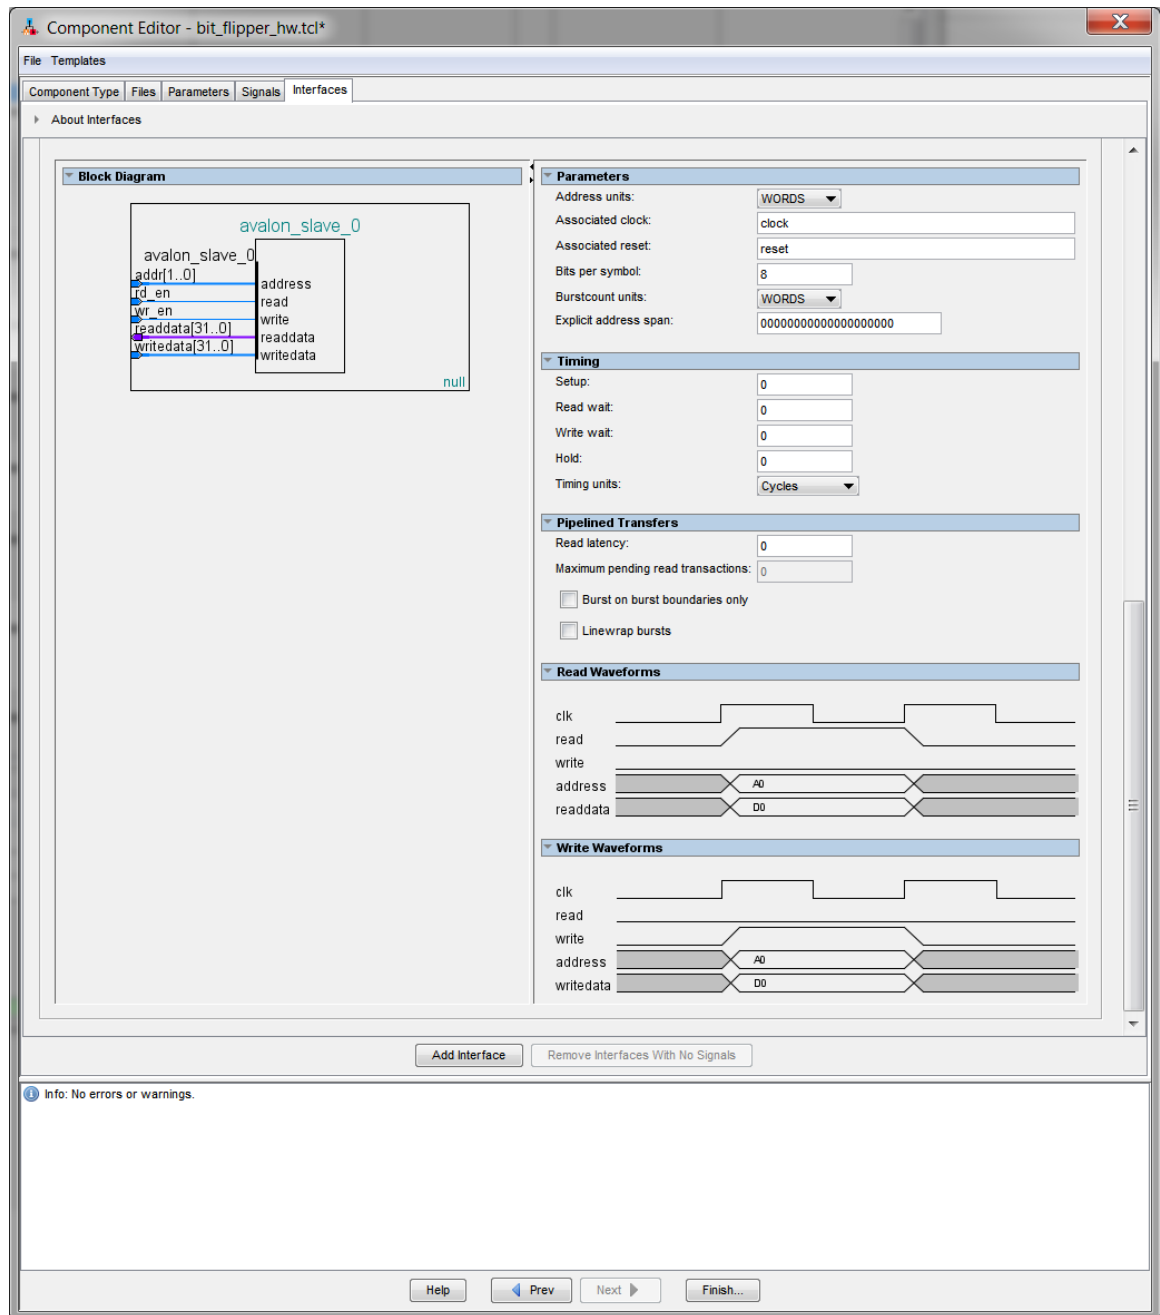 Component Editor - bit_flipper_hw.tcl*
X
File Templates
Component Type Files Parameters Signals Interfaces
About Interfaces
Block Diagram
avalon_slave_0
avalon_slave_0
addr[1..0] address
rd_en read
wr_en write
readdata[31..0] readdata
writedata[31..0] writedata
null
Parameters
Address units: WORDS
Associated clock: clock
Associated reset: reset
Bits per symbol: 8
Burstcount units: WORDS
Explicit address span: 00000000000000000000
Timing
Setup: 0
Read wait: 0
Write wait: 0
Hold: 0
Timing units: Cycles
Pipelined Transfers
Read latency: 0
Maximum pending read transactions: 0
Burst on burst boundaries only
Linewrap bursts
Read Waveforms
clk
read
write
address A0
readdata D0
Write Waveforms
clk
read
write
address A0
writedata D0
Add Interface Remove Interfaces With No Signals
Info: No errors or warnings.
Help Prev Next Finish...